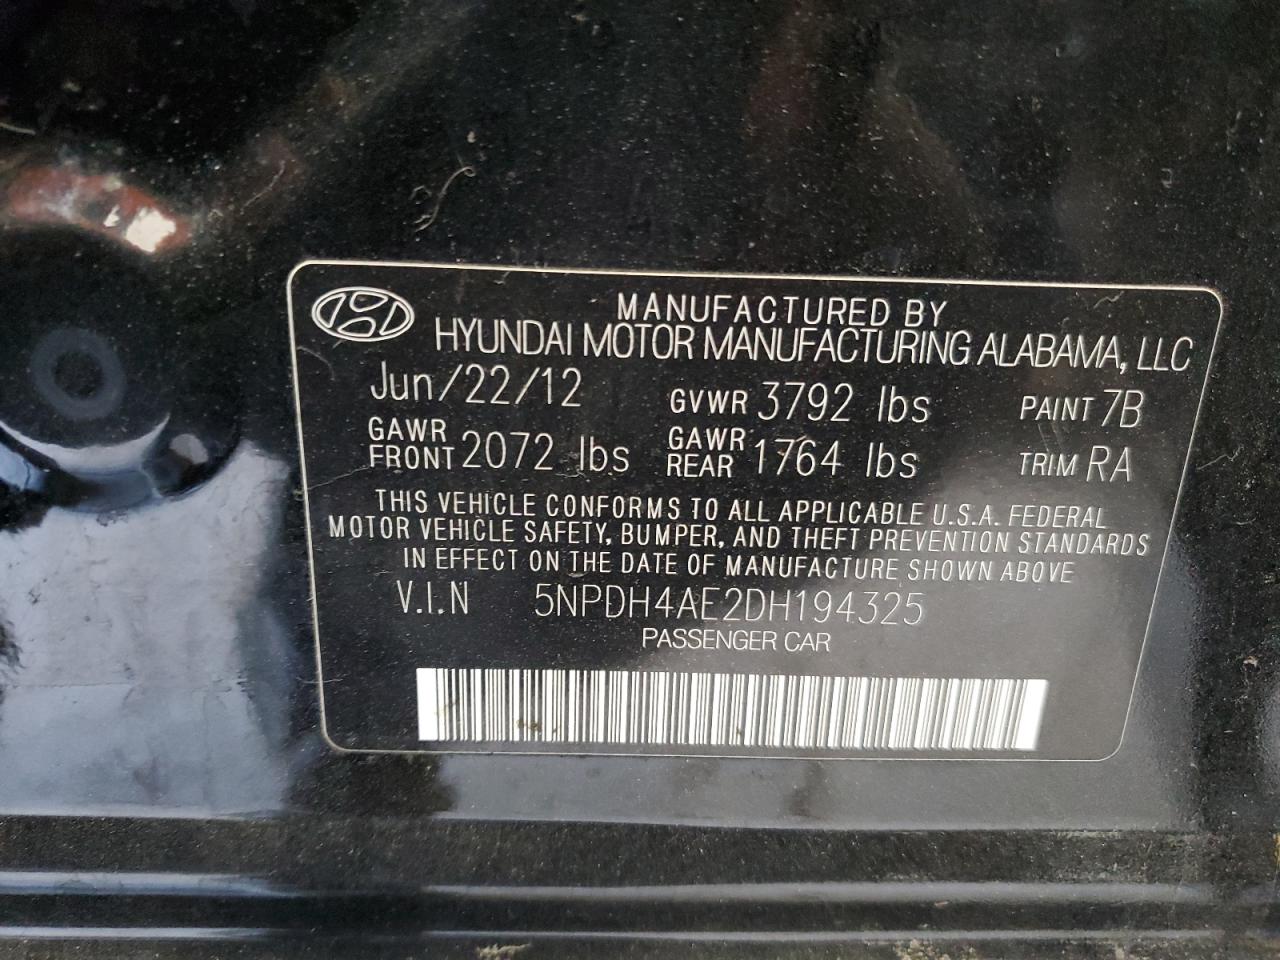 MANUFACTURED BY
HYUNDAI MOTOR MANUFACTURING ALABAMA, LLC
Jun/22/12 GVWR 3792 lbs PAINT 7B
GAWR FRONT 2072 lbs GAWR REAR 1764 lbs TRIM RA
THIS VEHICLE CONFORMS TO ALL APPLICABLE U.S.A. FEDERAL
MOTOR VEHICLE SAFETY, BUMPER, AND THEFT PREVENTION STANDARDS
IN EFFECT ON THE DATE OF MANUFACTURE SHOWN ABOVE
V.I.N 5NPDH4AE2DH194325
PASSENGER CAR